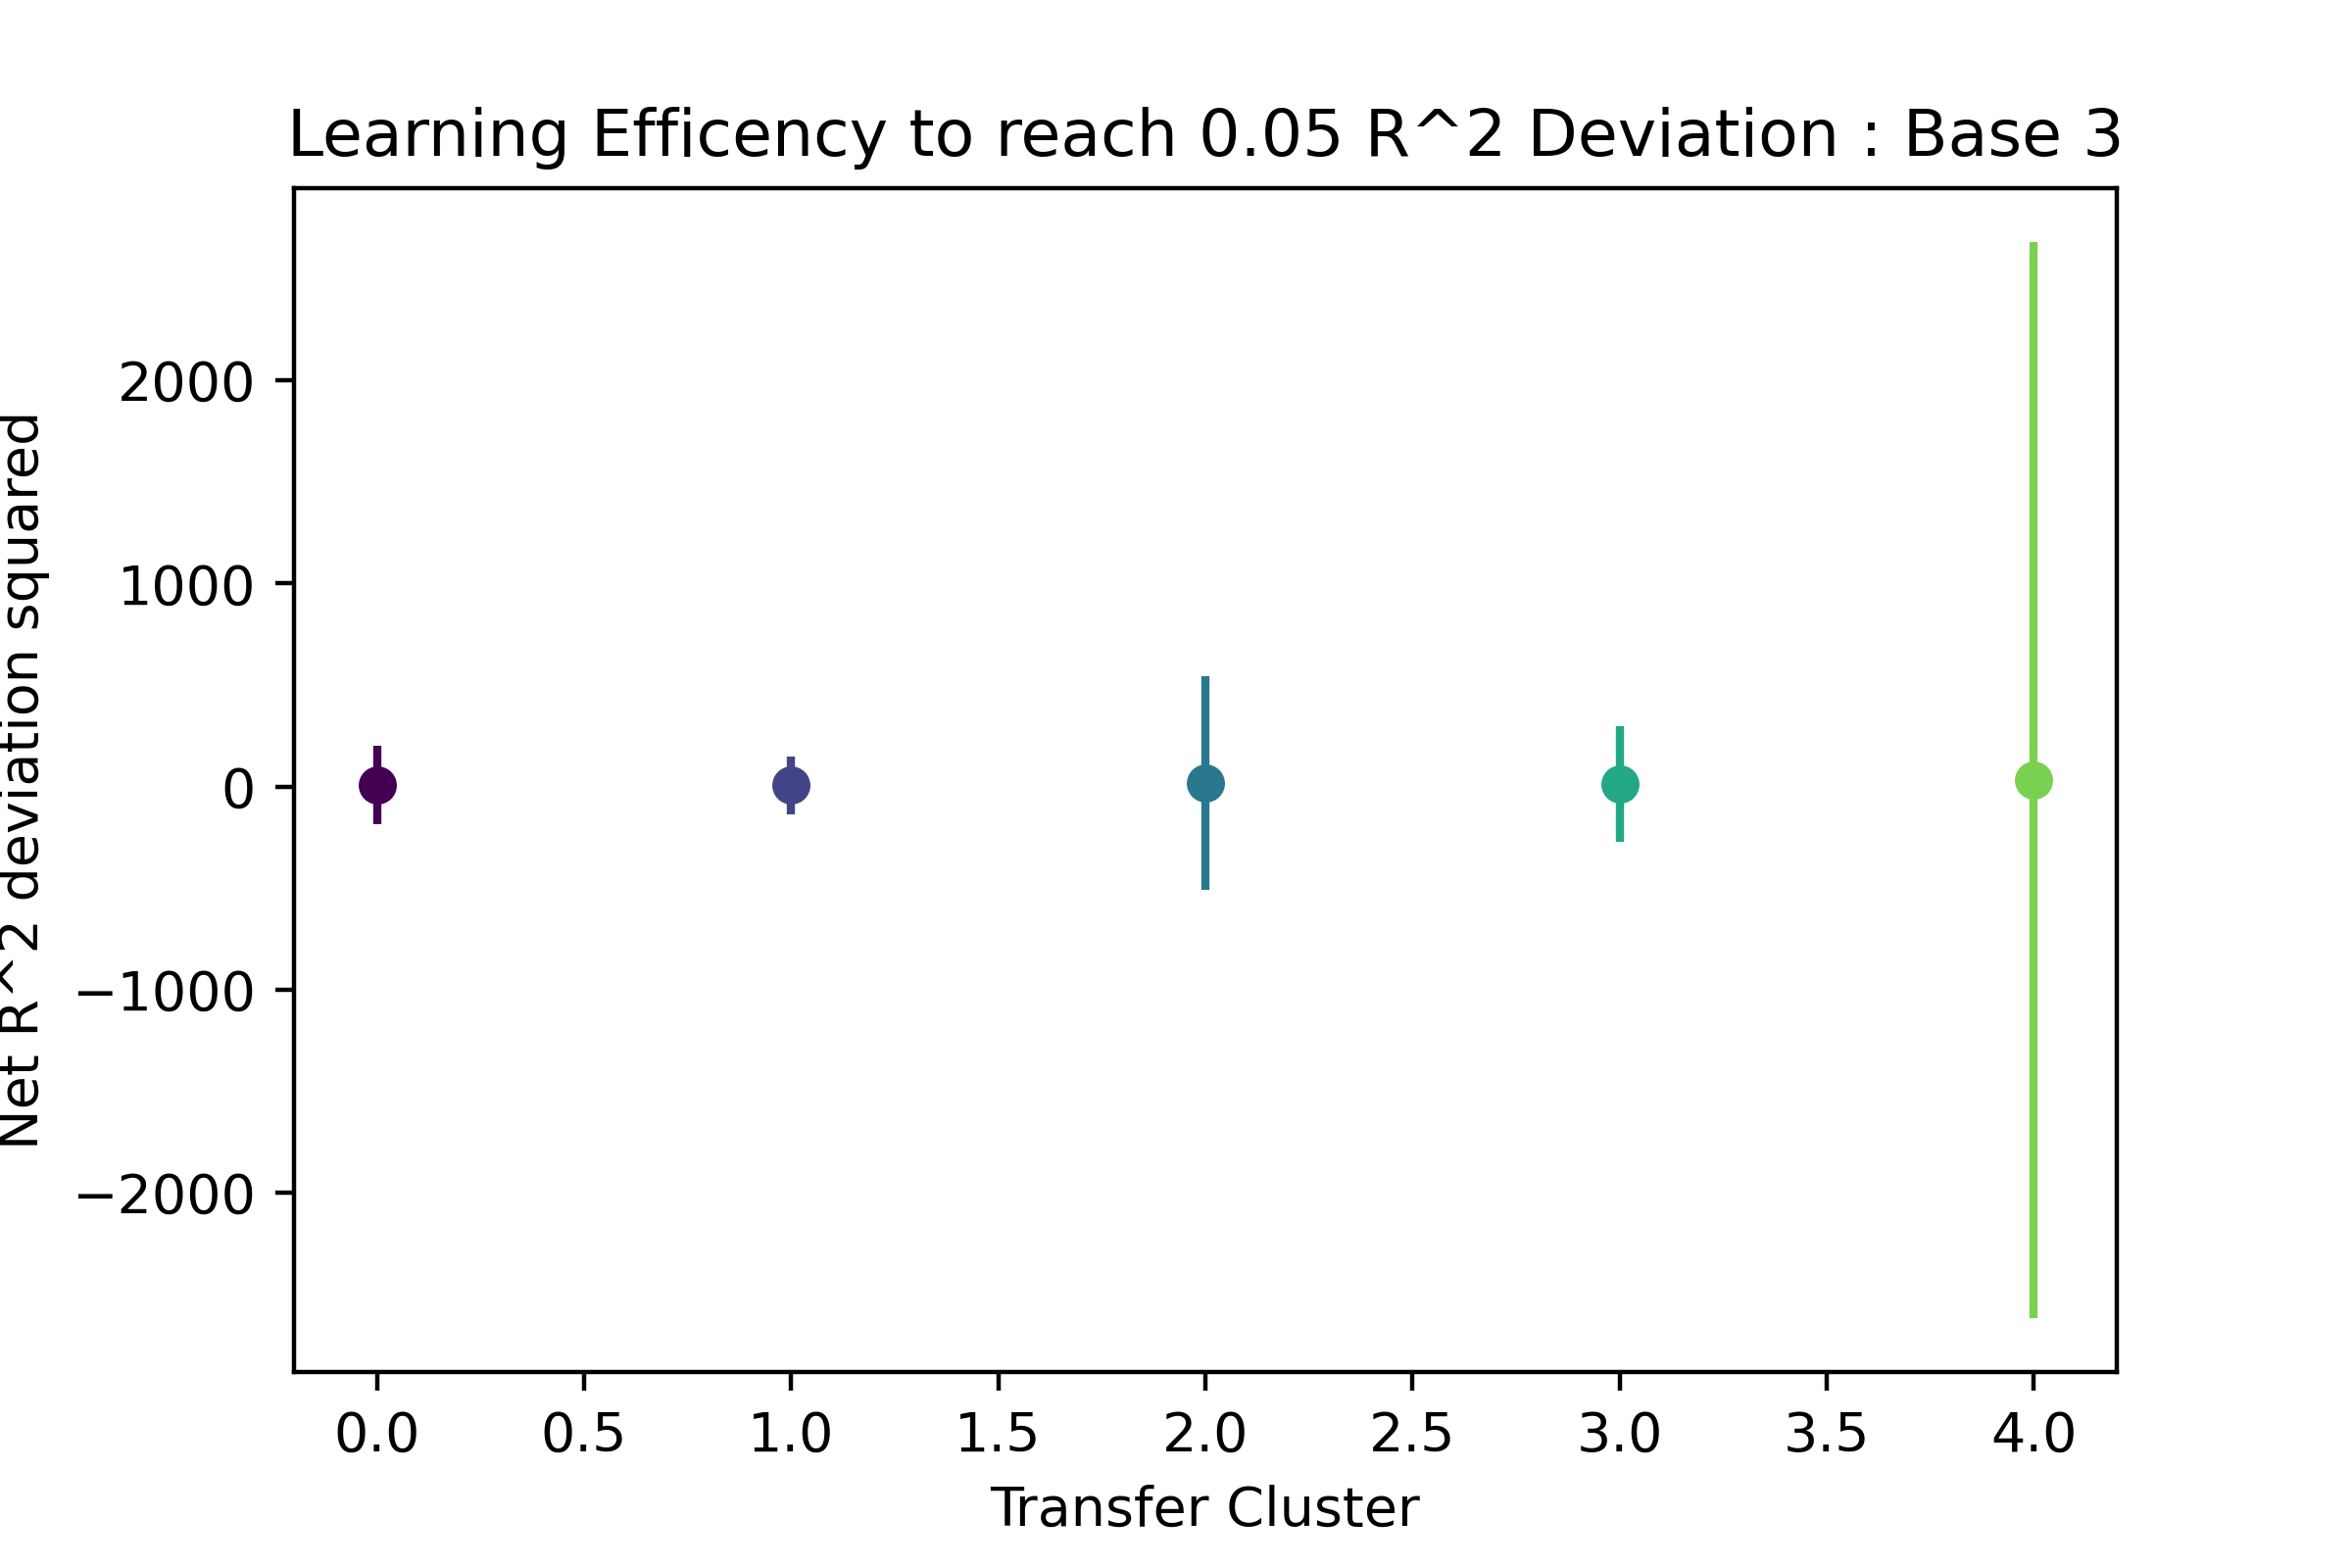 Learning Efficency to reach 0.05 R^2 Deviation : Base 3
Net R^2 deviation squared
2000
1000
0
−1000
−2000
0.0 0.5 1.0 1.5 2.0 2.5 3.0 3.5 4.0
Transfer Cluster